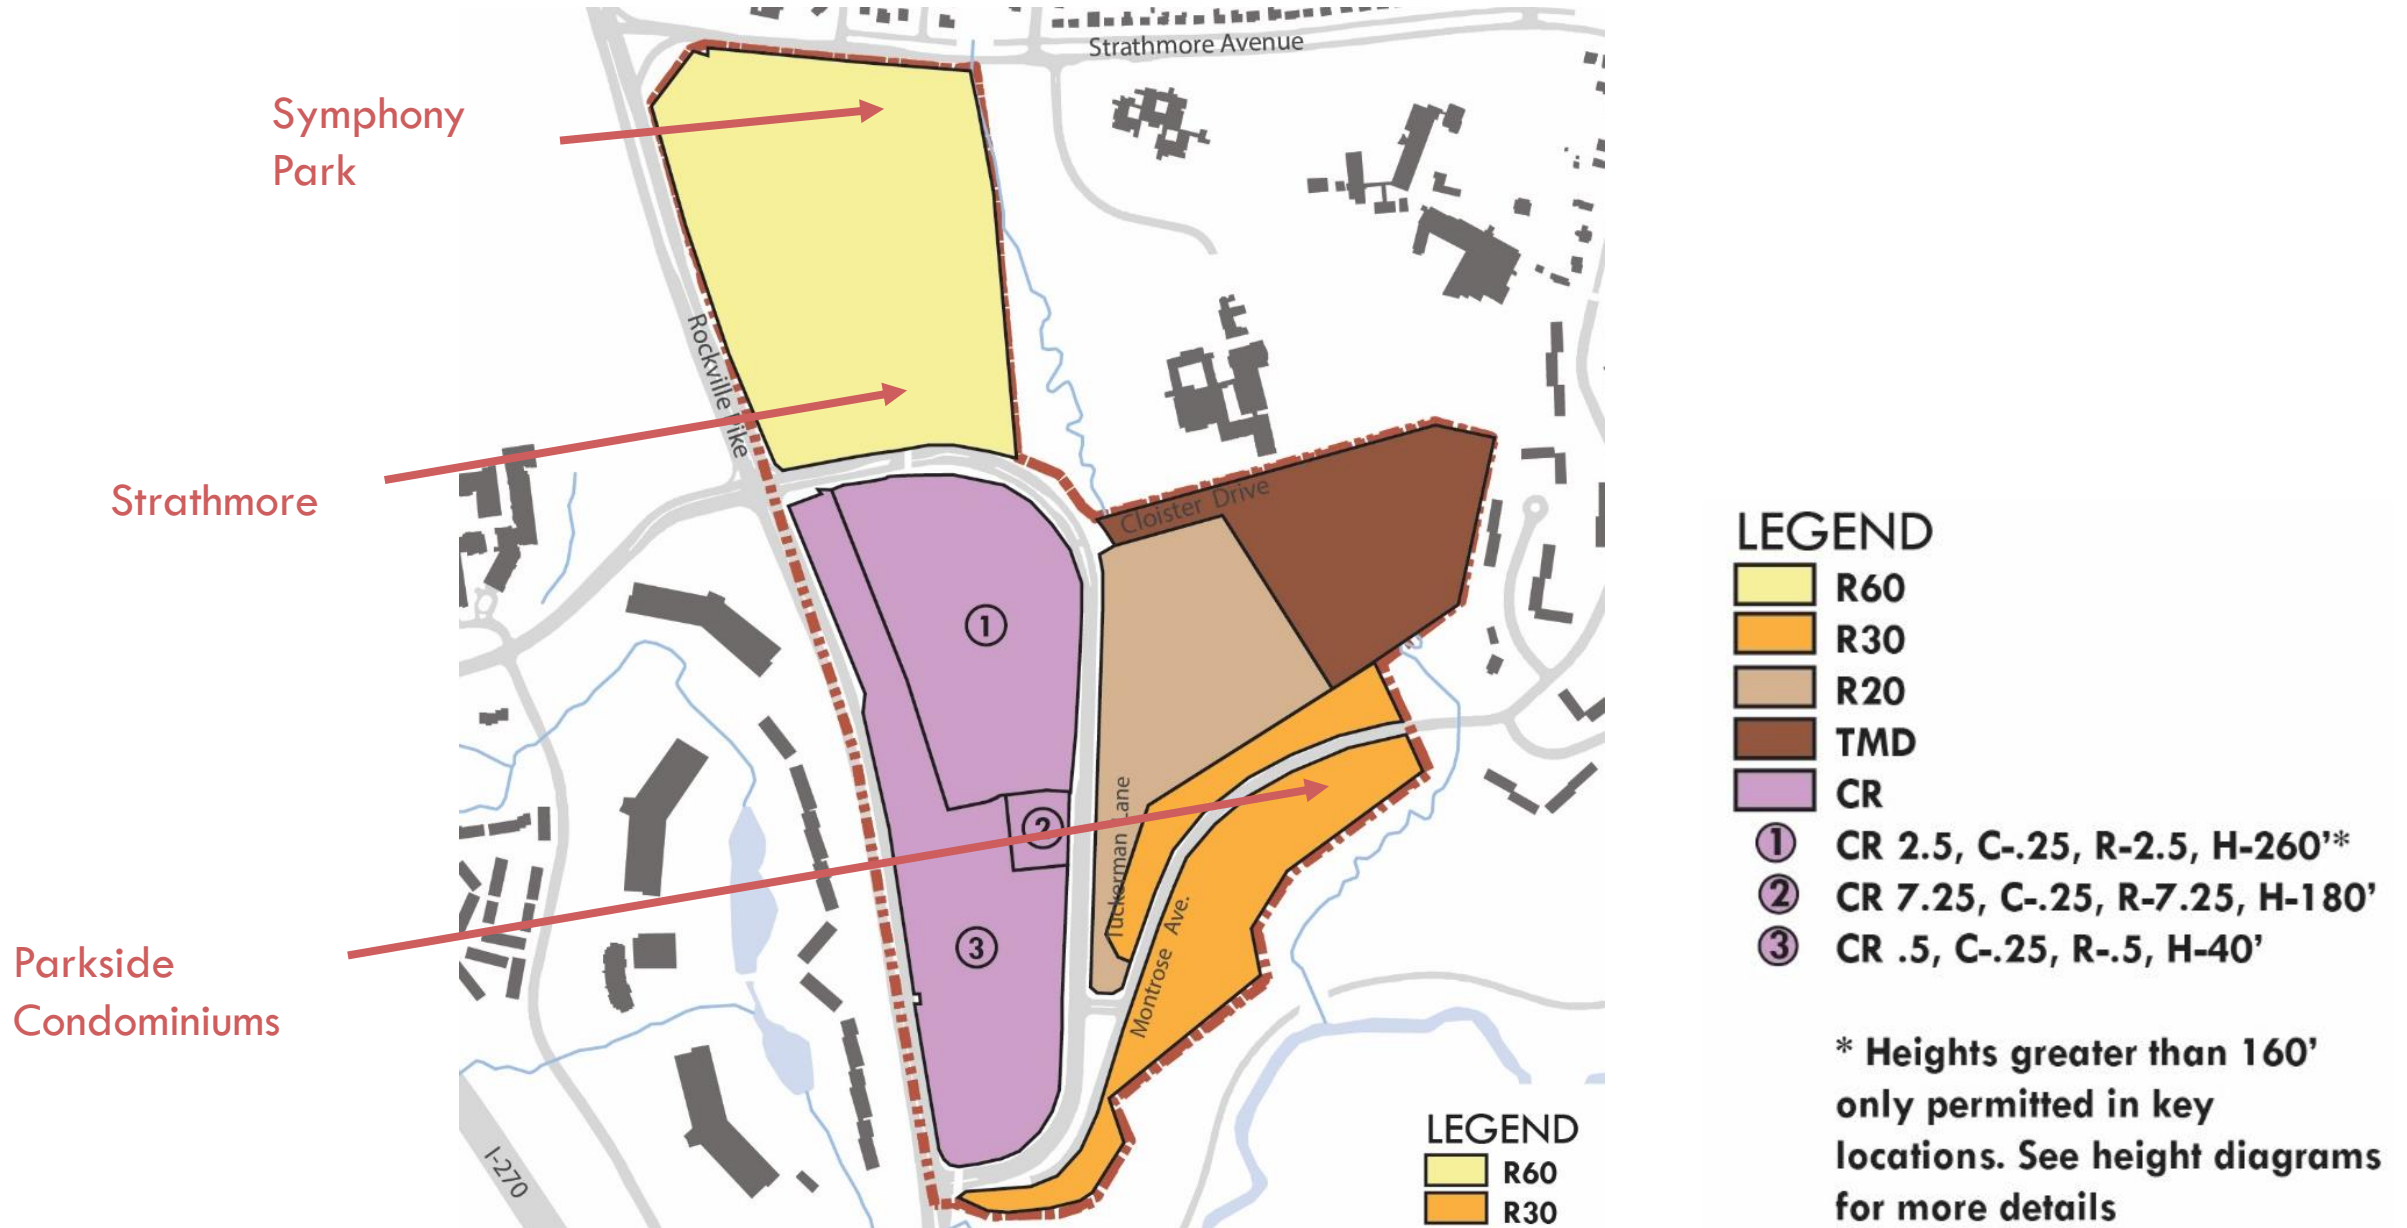 Strathmore Avenue
Symphony
Park
Rockville Pike
Strathmore
Cloister Drive
1
2
3
Tuckerman Lane
Montrose Ave.
Parkside
Condominiums
I-270
LEGEND
R60
R30
LEGEND
R60
R30
R20
TMD
CR
1 CR 2.5, C-.25, R-2.5, H-260’*
2 CR 7.25, C-.25, R-7.25, H-180’
3 CR .5, C-.25, R-.5, H-40’
* Heights greater than 160’
only permitted in key
locations. See height diagrams
for more details